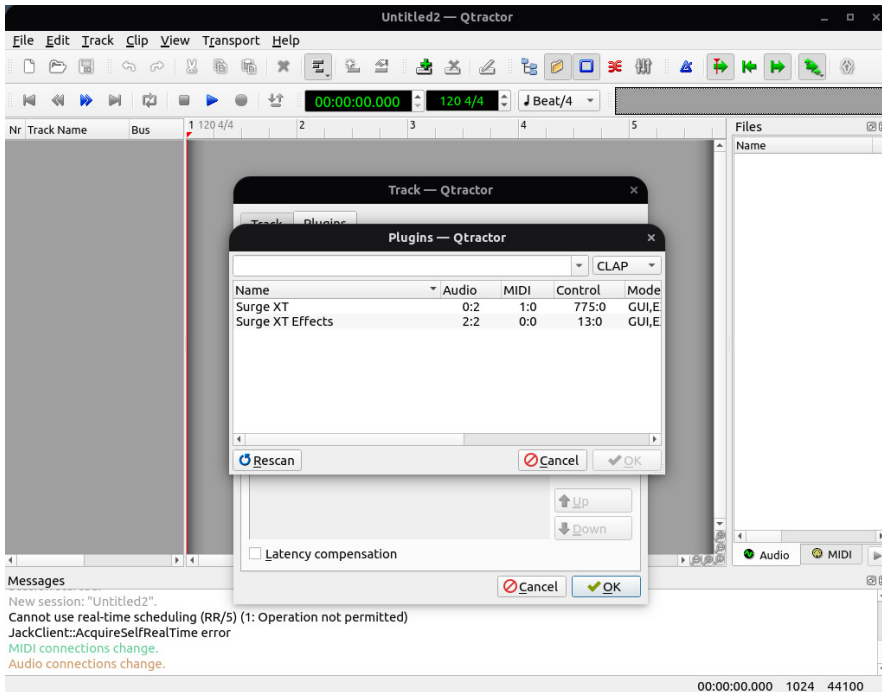 Untitled2 — Qtractor
File Edit Track Clip View Transport Help
00:00:00.000 120 4/4 Beat/4
Nr Track Name Bus 1 120 4/4 2 3 4 5 Files
Name
Track — Qtractor
Track Plugins
Plugins — Qtractor
CLAP
Name Audio MIDI Control Mode
Surge XT 0:2 1:0 775:0 GUI,E
Surge XT Effects 2:2 0:0 13:0 GUI,E
Rescan Cancel OK
Up
Down
Latency compensation
Audio MIDI
Cancel OK
Messages
New session: "Untitled2".
Cannot use real-time scheduling (RR/5) (1: Operation not permitted)
JackClient::AcquireSelfRealTime error
MIDI connections change.
Audio connections change.
00:00:00.000 1024 44100